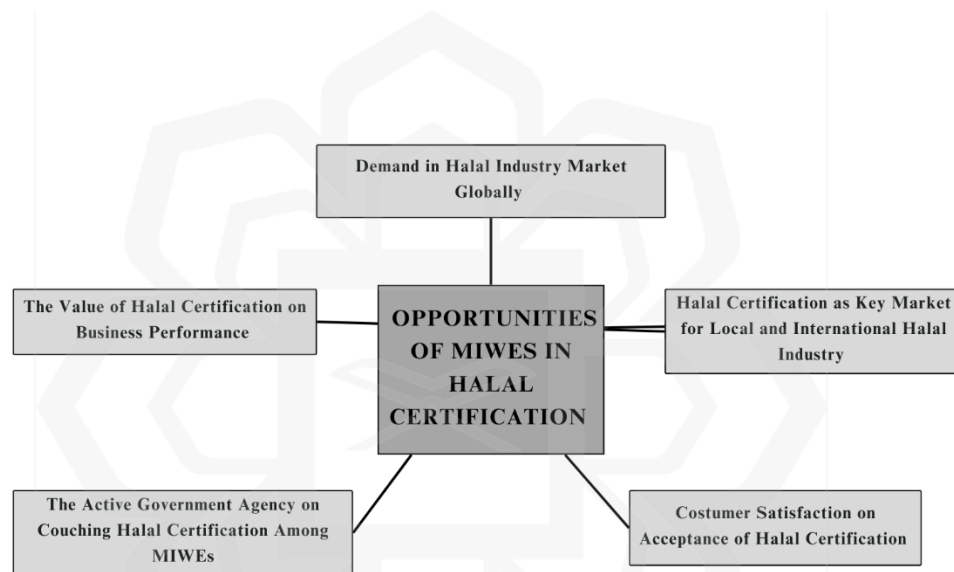 Demand in Halal Industry Market
Globally
The Value of Halal Certification on
Business Performance
OPPORTUNITIES
OF MIWES IN
HALAL
CERTIFICATION
Halal Certification as Key Market
for Local and International Halal
Industry
The Active Government Agency on
Couching Halal Certification Among
MIWEs
Costumer Satisfaction on
Acceptance of Halal Certification